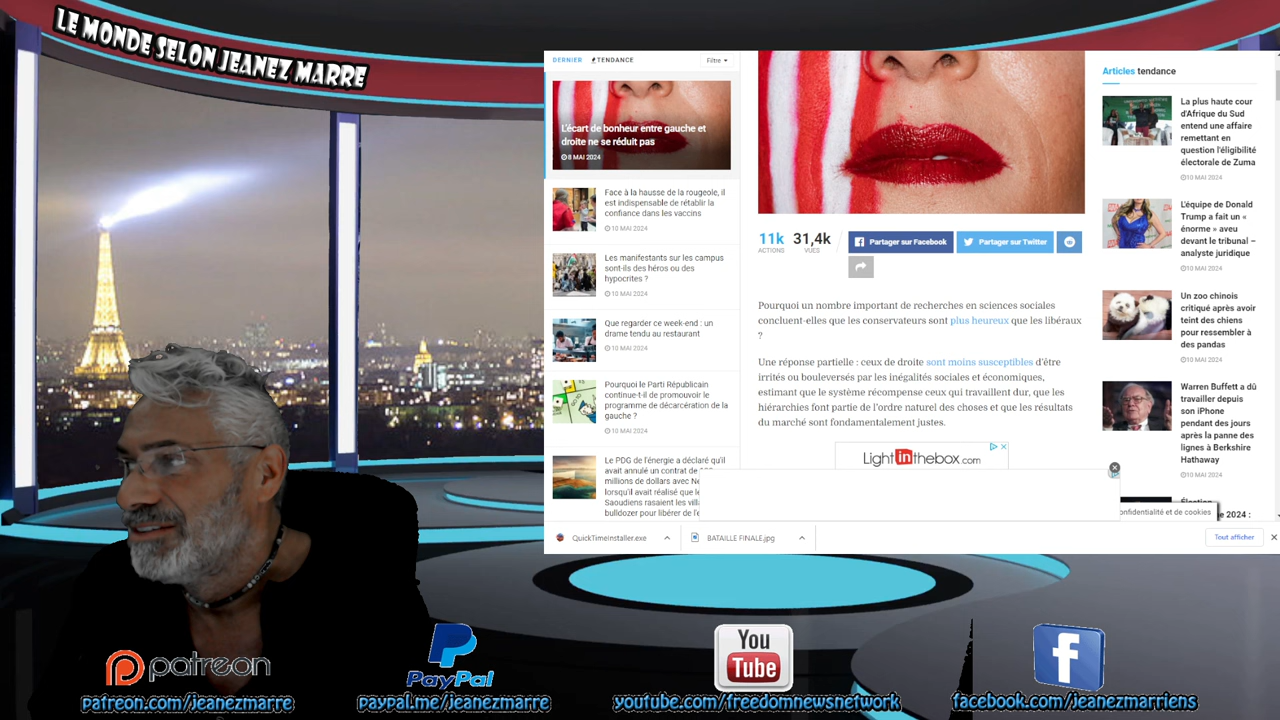 LE MONDE SELON JEANEZ MARRE
DERNIER
TENDANCE
Filtre
L'écart de bonheur entre gauche et
droite ne se réduit pas
8 MAI 2024
Face à la hausse de la rougeole, il
est indispensable de rétablir la
confiance dans les vaccins
10 MAI 2024
Les manifestants sur les campus
sont-ils des héros ou des
hypocrites ?
10 MAI 2024
Que regarder ce week-end : un
drame tendu au restaurant
10 MAI 2024
Pourquoi le Parti Républicain
continue-t-il de promouvoir le
programme de décarcération de la
gauche ?
10 MAI 2024
Le PDG de l'énergie a déclaré qu'il
avait annulé un contrat de
millions de dollars avec
lorsqu'il avait réalisé que
Saoudiens rasaient les
bulldozer pour libérer de
11k
ACTIONS
31,4k
VUES
Partager sur Facebook
Partager sur Twitter
Pourquoi un nombre important de recherches en sciences sociales
concluent-elles que les conservateurs sont plus heureux que les libéraux
?
Une réponse partielle : ceux de droite sont moins susceptibles d'être
irrités ou bouleversés par les inégalités sociales et économiques,
estimant que le système récompense ceux qui travaillent dur, que les
hiérarchies font partie de l'ordre naturel des choses et que les résultats
du marché sont fondamentalement justes.
Lightinthebox.com
Articles tendance
La plus haute cour
d'Afrique du Sud
entend une affaire
remettant en
question l'éligibilité
électorale de Zuma
10 MAI 2024
L'équipe de Donald
Trump a fait un «
énorme » aveu
devant le tribunal –
analyste juridique
10 MAI 2024
Un zoo chinois
critiqué après avoir
teint des chiens
pour ressembler à
des pandas
10 MAI 2024
Warren Buffett a dû
travailler depuis
son iPhone
pendant des jours
après la panne des
lignes à Berkshire
Hathaway
10 MAI 2024
Élection
2024 :
onfidentialité et de cookies
QuickTimeInstaller.exe
BATAILLE FINALE.jpg
Tout afficher
patreon
PayPal
You
Tube
f
patreon.com/jeanezmarre
paypal.me/jeanezmarre
youtube.com/freedomnewsnetwork
facebook.com/jeanezmarriens